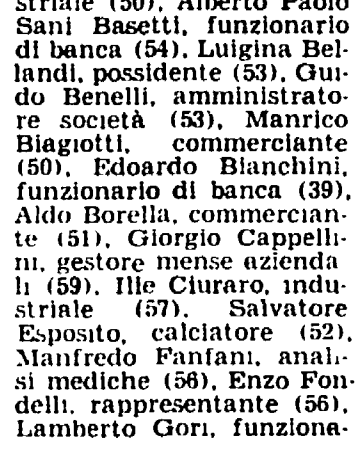 striale (50), Alberto Paolo
Sani Basetti, funzionario
di banca (54), Luigina Bel-
landi, possidente (53), Gui-
do Benelli, amministrato-
re società (53), Manrico
Biagiotti, commerciante
(50), Edoardo Bianchini,
funzionario di banca (39),
Aldo Borella, commercian-
te (51), Giorgio Cappelli-
ni, gestore mense azienda
li (59), Ilie Ciuraro, indu-
striale (57), Salvatore
Esposito, calciatore (52),
Manfredo Fanfani, anali-
si mediche (56), Enzo Fon-
delli, rappresentante (56),
Lamberto Gori, funziona-